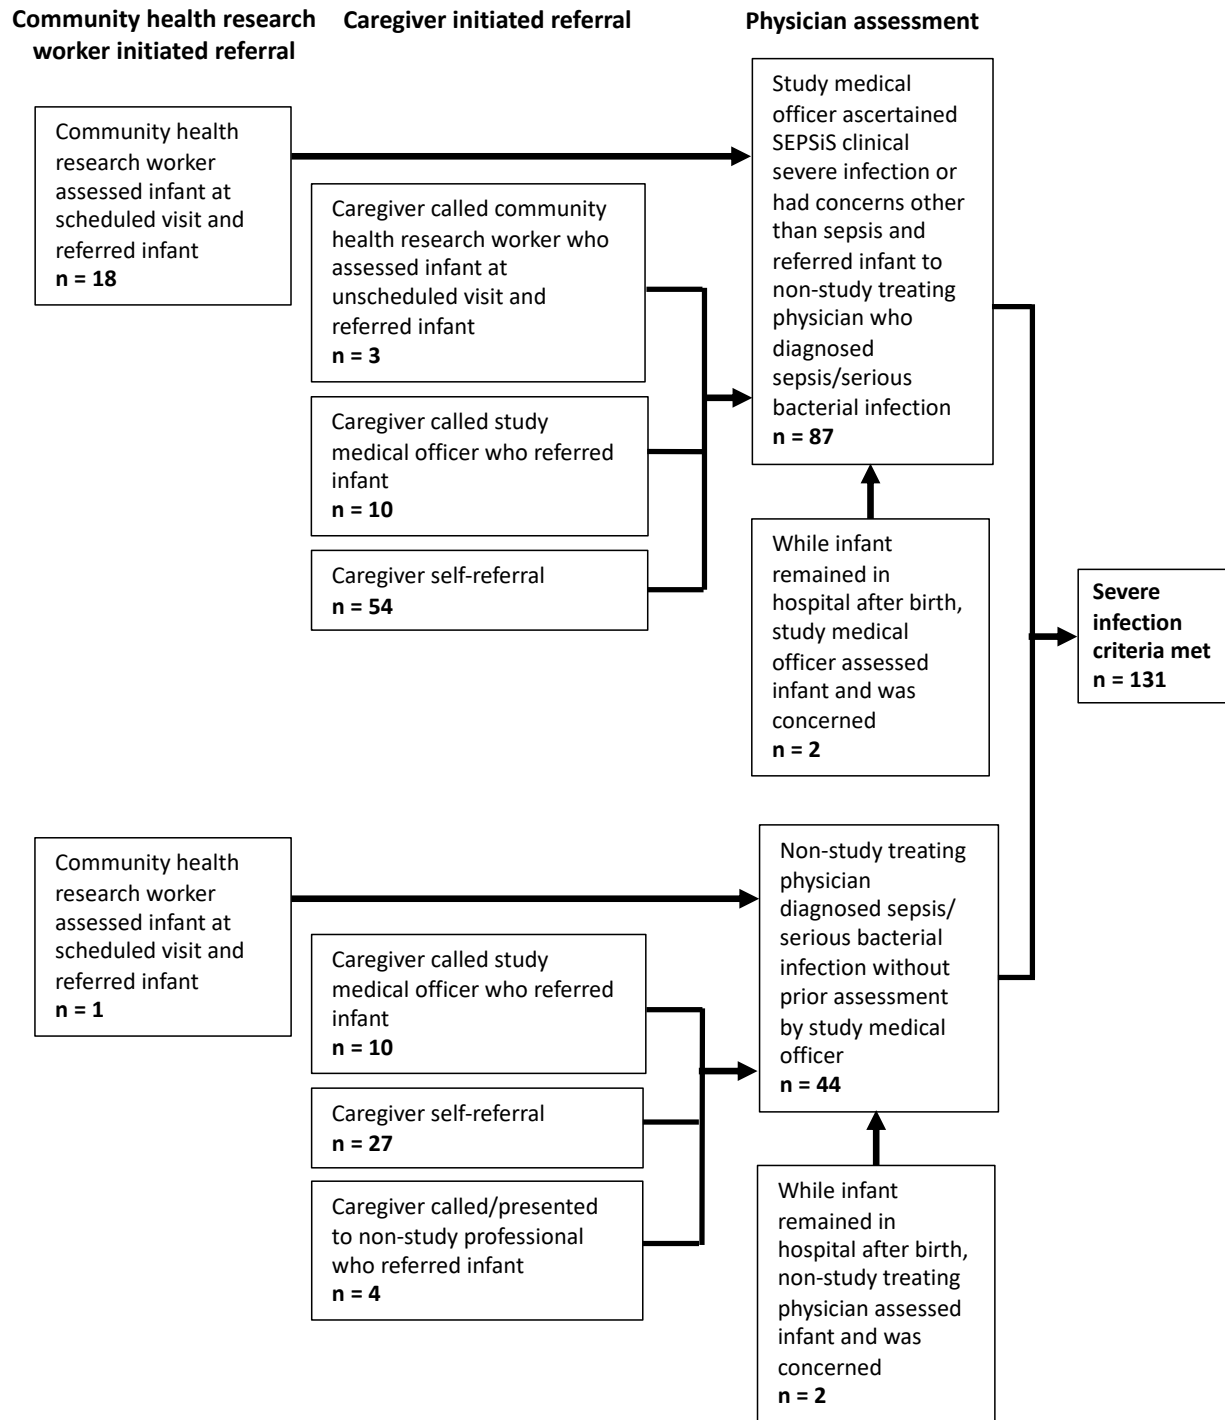 Community health research
worker initiated referral
Caregiver initiated referral
Physician assessment
Community health
research worker
assessed infant at
scheduled visit and
referred infant
n = 18
Caregiver called community
health research worker who
assessed infant at
unscheduled visit and
referred infant
n = 3
Caregiver called study
medical officer who referred
infant
n = 10
Caregiver self-referral
n = 54
Study medical
officer ascertained
SEPSiS clinical
severe infection or
had concerns other
than sepsis and
referred infant to
non-study treating
physician who
diagnosed
sepsis/serious
bacterial infection
n = 87
While infant
remained in
hospital after birth,
study medical
officer assessed
infant and was
concerned
n = 2
Severe
infection
criteria met
n = 131
Community health
research worker
assessed infant at
scheduled visit and
referred infant
n = 1
Caregiver called study
medical officer who referred
infant
n = 10
Caregiver self-referral
n = 27
Caregiver called/presented
to non-study professional
who referred infant
n = 4
Non-study treating
physician
diagnosed sepsis/
serious bacterial
infection without
prior assessment
by study medical
officer
n = 44
While infant
remained in
hospital after birth,
non-study treating
physician assessed
infant and was
concerned
n = 2